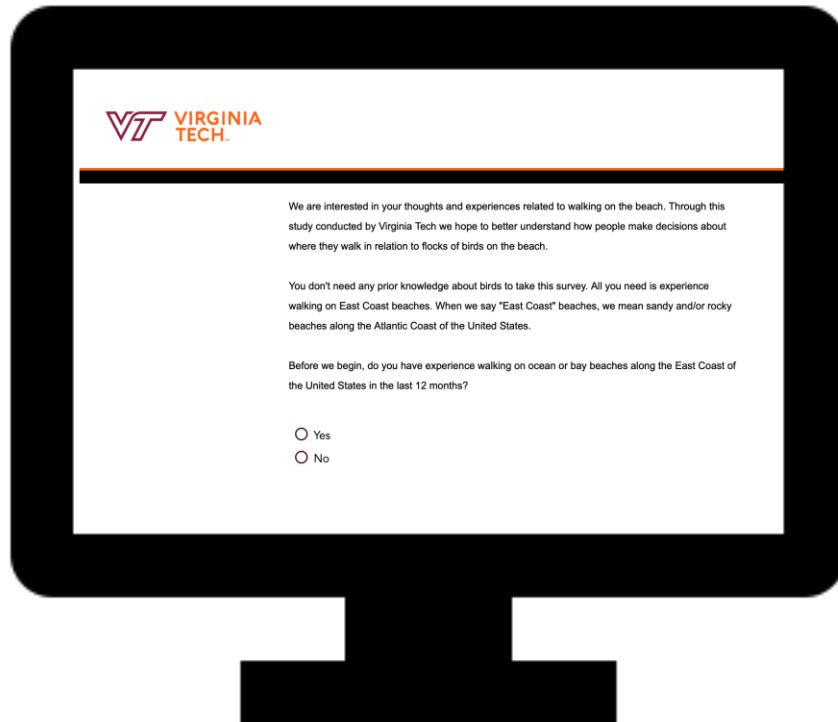 VT VIRGINIA
TECH™
We are interested in your thoughts and experiences related to walking on the beach. Through this
study conducted by Virginia Tech we hope to better understand how people make decisions about
where they walk in relation to flocks of birds on the beach.
You don't need any prior knowledge about birds to take this survey. All you need is experience
walking on East Coast beaches. When we say "East Coast" beaches, we mean sandy and/or rocky
beaches along the Atlantic Coast of the United States.
Before we begin, do you have experience walking on ocean or bay beaches along the East Coast of
the United States in the last 12 months?
Yes
No